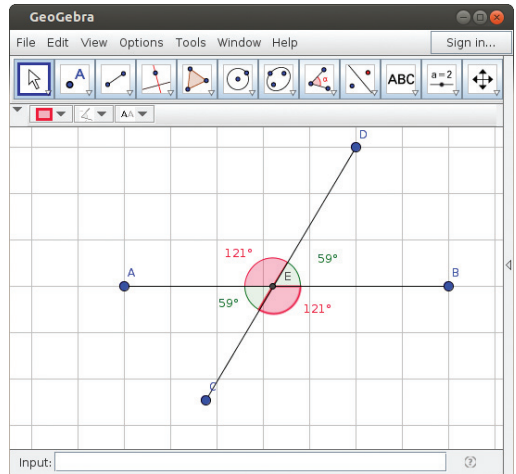 GeoGebra
File Edit View Options Tools Window Help Sign in...
A α ABC a=2
AA
D
121° 59°
A E B
59° 121°
C
Input: